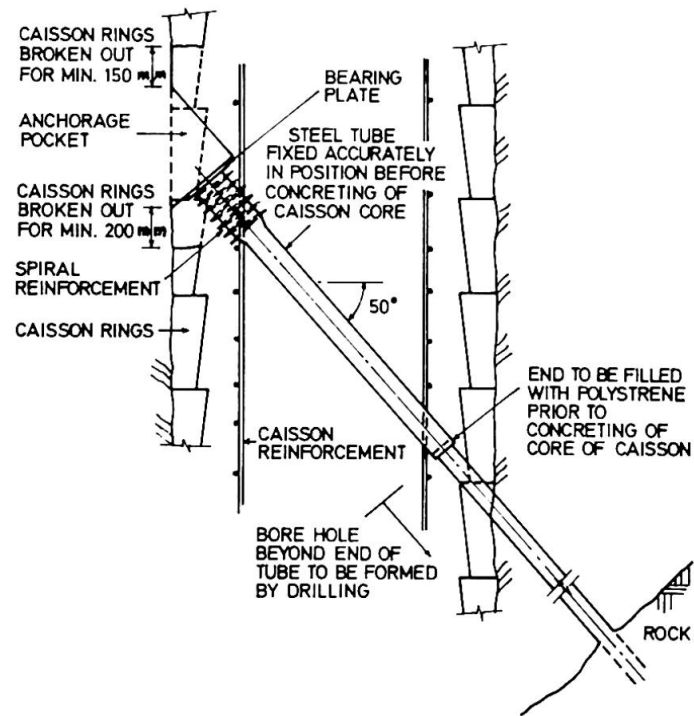 CAISSON RINGS
BROKEN OUT
FOR MIN. 150 mm
ANCHORAGE
POCKET
CAISSON RINGS
BROKEN OUT
FOR MIN. 200 mm
SPIRAL
REINFORCEMENT
CAISSON RINGS
BEARING
PLATE
STEEL TUBE
FIXED ACCURATELY
IN POSITION BEFORE
CONCRETING OF
CAISSON CORE
50°
END TO BE FILLED
WITH POLYSTRENE
PRIOR TO
CONCRETING OF
CORE OF CAISSON
CAISSON
REINFORCEMENT
BORE HOLE
BEYOND END OF
TUBE TO BE FORMED
BY DRILLING
ROCK